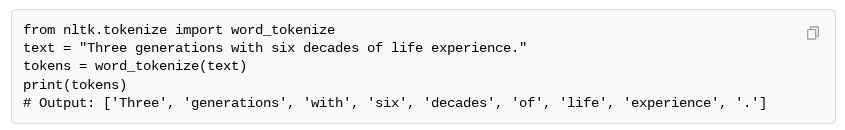 from nltk.tokenize import word_tokenize
text = "Three generations with six decades of life experience."
tokens = word_tokenize(text)
print(tokens)
# Output: ['Three', 'generations', 'with', 'six', 'decades', 'of', 'life', 'experience', '.']